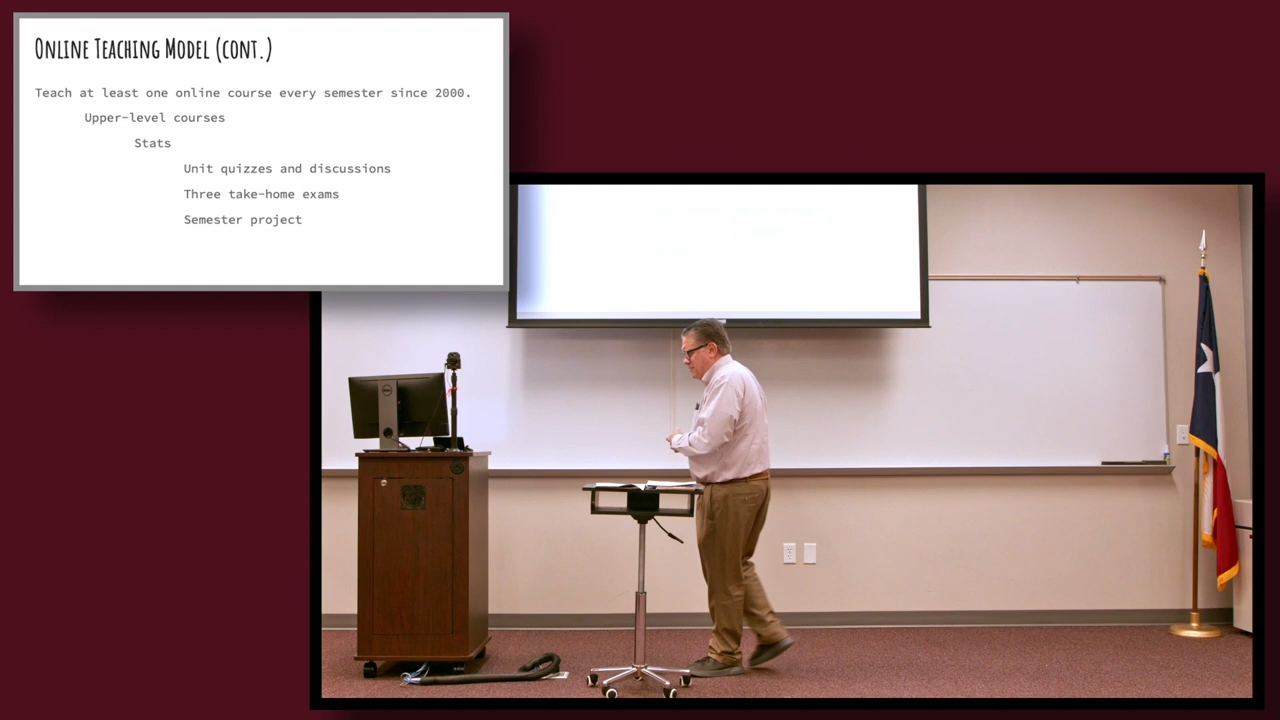 Online Teaching Model (cont.)
Teach at least one online course every semester since 2000.
Upper-level courses
Stats
Unit quizzes and discussions
Three take-home exams
Semester project